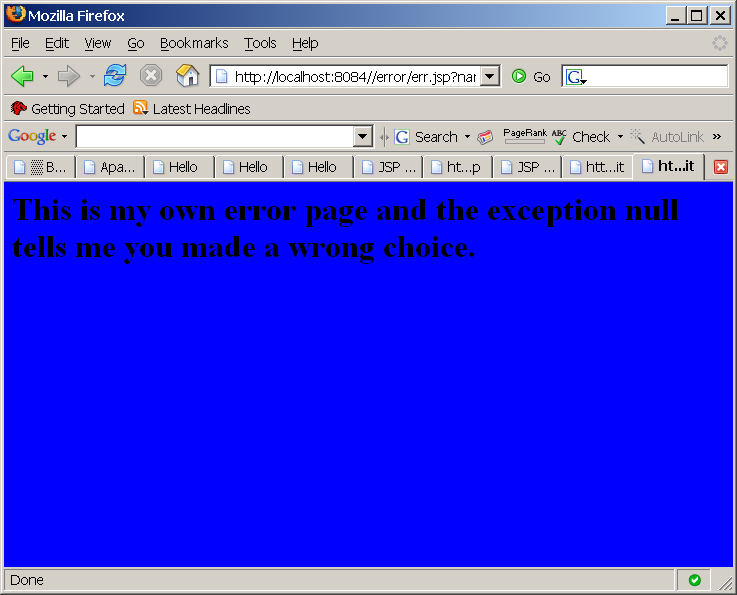 Mozilla Firefox
File Edit View Go Bookmarks Tools Help
http://localhost:8084//error/err.jsp?nar Go G
Getting Started Latest Headlines
Google G Search PageRank ABC Check AutoLink »
B... Apa... Hello Hello Hello JSP ... ht...p JSP ... htt...it ht...it
This is my own error page and the exception null
tells me you made a wrong choice.
Done